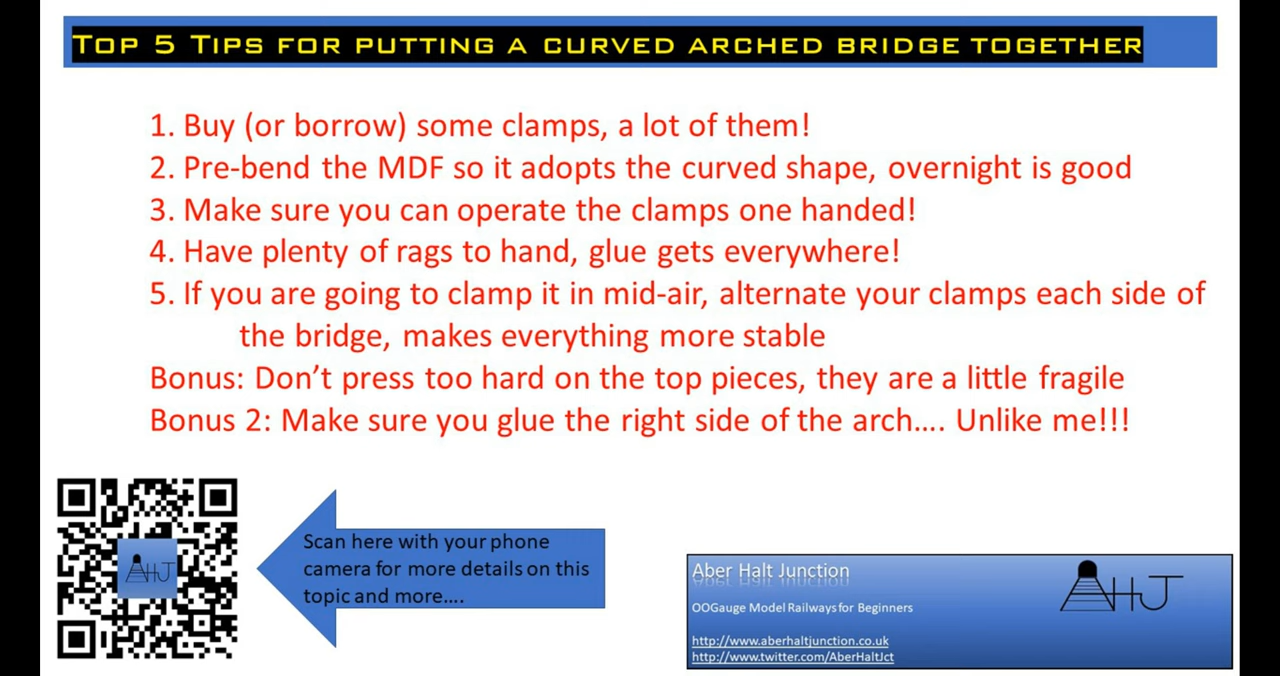 Top 5 Tips for putting a curved arched bridge together
1. Buy (or borrow) some clamps, a lot of them!
2. Pre-bend the MDF so it adopts the curved shape, overnight is good
3. Make sure you can operate the clamps one handed!
4. Have plenty of rags to hand, glue gets everywhere!
5. If you are going to clamp it in mid-air, alternate your clamps each side of
the bridge, makes everything more stable
Bonus: Don't press too hard on the top pieces, they are a little fragile
Bonus 2: Make sure you glue the right side of the arch.... Unlike me!!!
AHJ
Scan here with your phone
camera for more details on this
topic and more....
Aber Halt Junction
AHJ
OOGauge Model Railways for Beginners
http://www.aberhaltjunction.co.uk
http://www.twitter.com/AberHaltJct